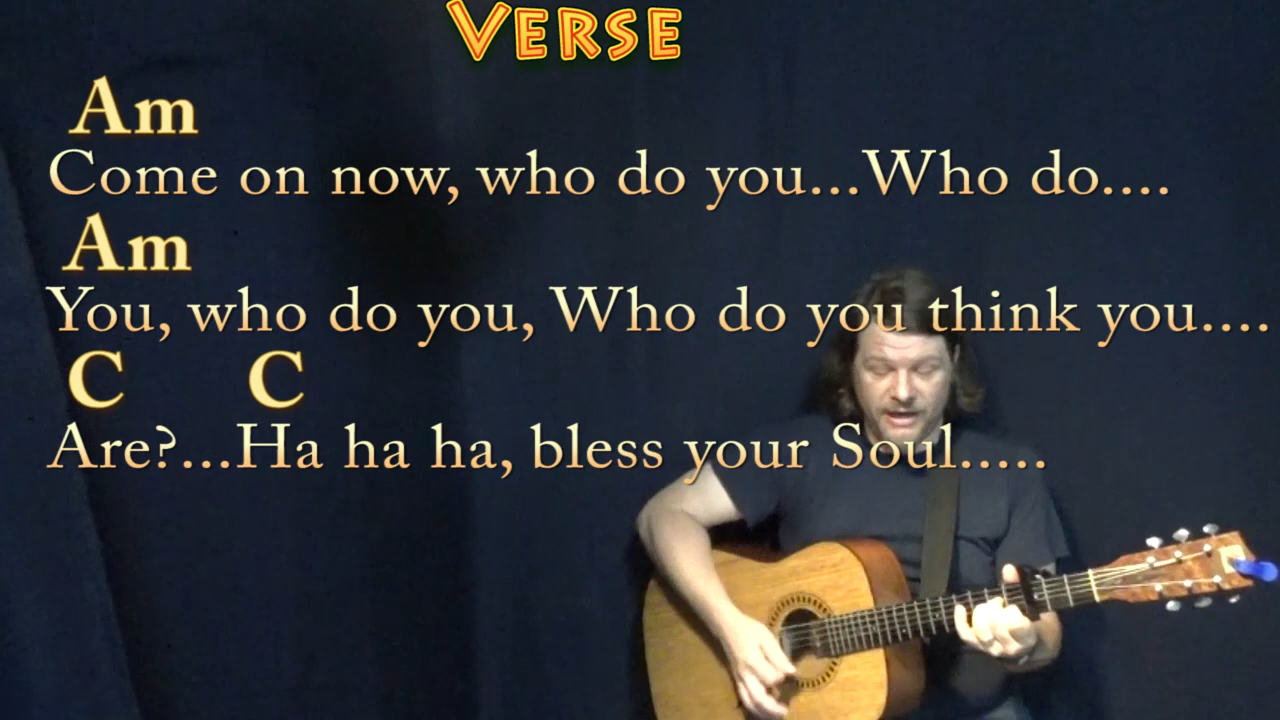 VERSE
Am
Come on now, who do you...Who do....
Am
You, who do you, Who do you think you....
C C
Are?...Ha ha ha, bless your Soul.....